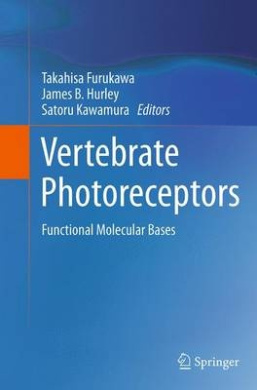 Takahisa Furukawa
James B. Hurley
Satoru Kawamura Editors
Vertebrate
Photoreceptors
Functional Molecular Bases
Springer